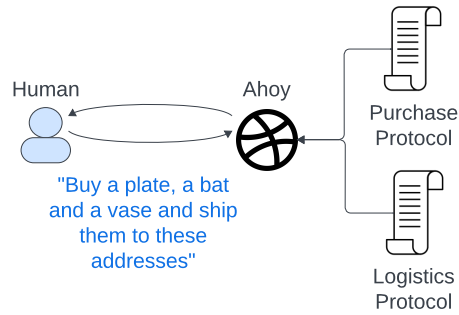 Human
Ahoy
"Buy a plate, a bat
and a vase and ship
them to these
addresses"
Purchase
Protocol
Logistics
Protocol